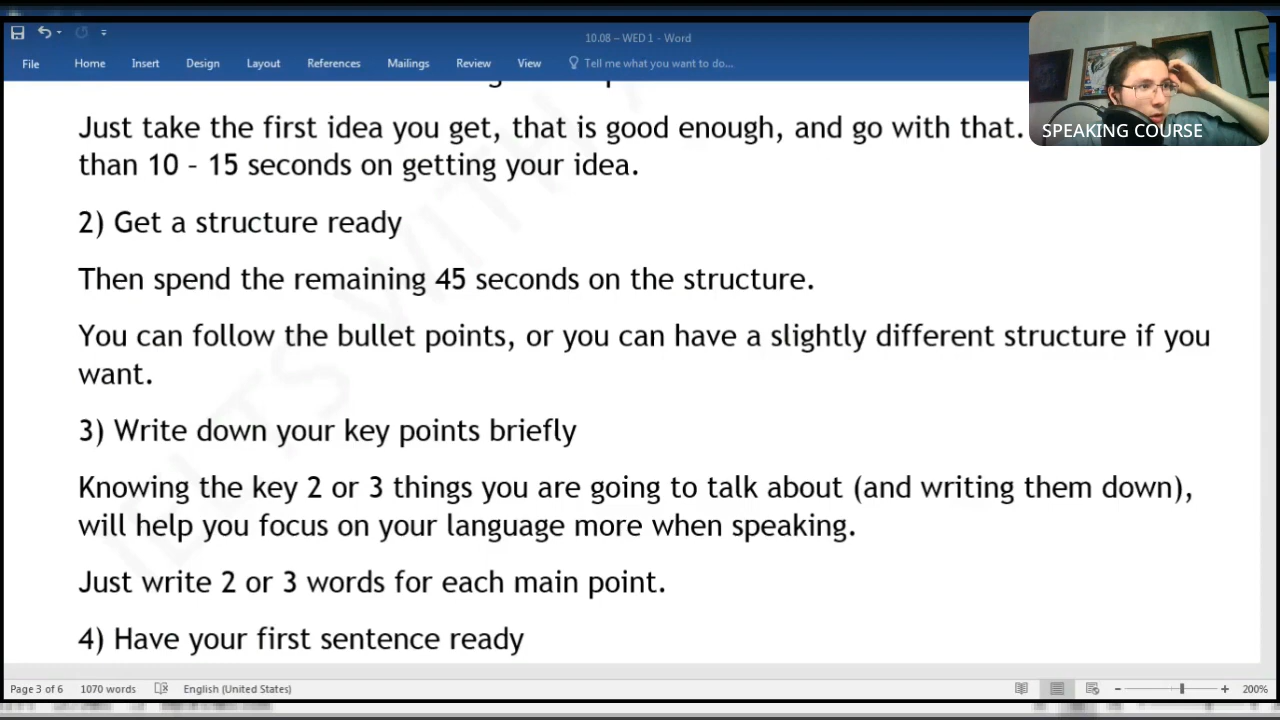 10.08 – WED 1 - Word
File Home Insert Design Layout References Mailings Review View Tell me what you want to do...
SPEAKING COURSE
Just take the first idea you get, that is good enough, and go with that.
than 10 – 15 seconds on getting your idea.
2) Get a structure ready
Then spend the remaining 45 seconds on the structure.
You can follow the bullet points, or you can have a slightly different structure if you
want.
3) Write down your key points briefly
Knowing the key 2 or 3 things you are going to talk about (and writing them down),
will help you focus on your language more when speaking.
Just write 2 or 3 words for each main point.
4) Have your first sentence ready
IELTS WITH
Page 3 of 6 1070 words English (United States) 200%